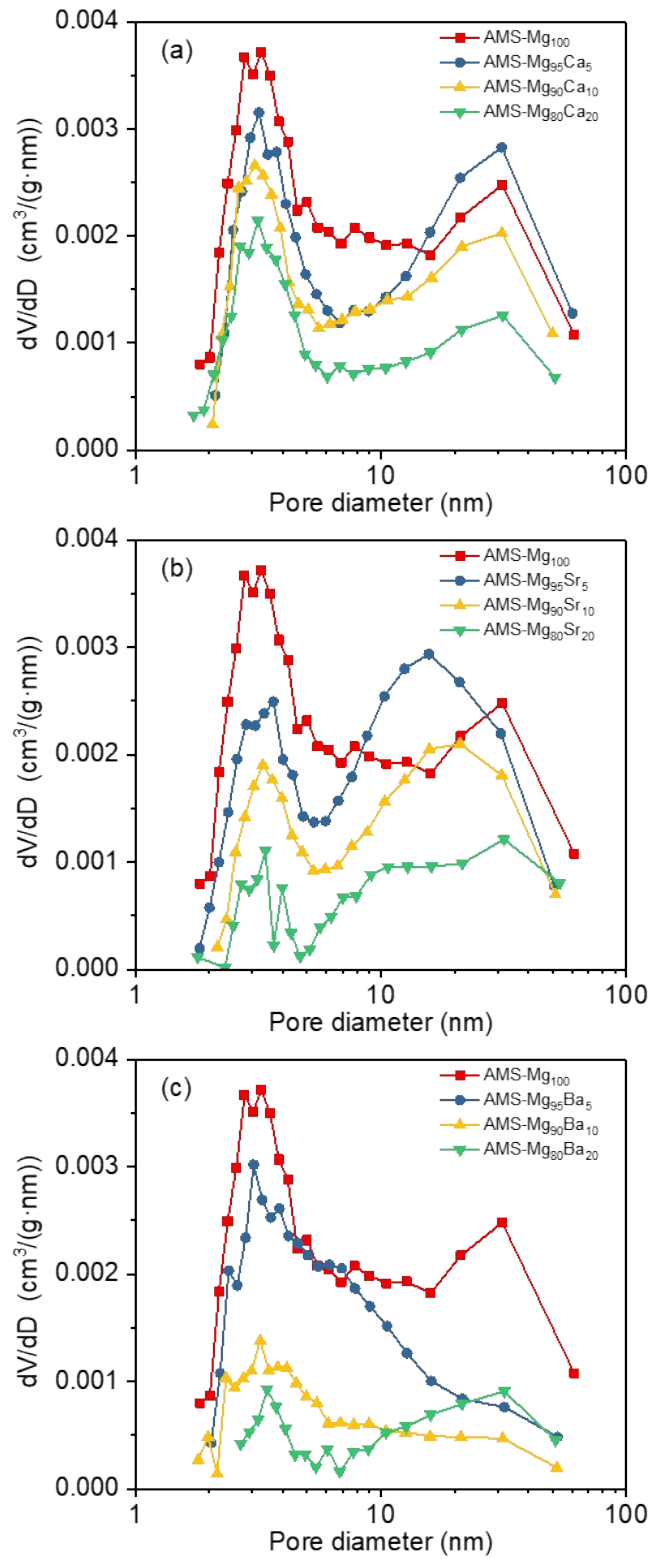 (a)
AMS-Mg₁₀₀
AMS-Mg₉₅Ca₅
AMS-Mg₉₀Ca₁₀
AMS-Mg₈₀Ca₂₀
0.004
0.003
0.002
0.001
0.000
dV/dD (cm³/(g·nm))
1 10 100
Pore diameter (nm)
(b)
AMS-Mg₁₀₀
AMS-Mg₉₅Sr₅
AMS-Mg₉₀Sr₁₀
AMS-Mg₈₀Sr₂₀
0.004
0.003
0.002
0.001
0.000
dV/dD (cm³/(g·nm))
1 10 100
Pore diameter (nm)
(c)
AMS-Mg₁₀₀
AMS-Mg₉₅Ba₅
AMS-Mg₉₀Ba₁₀
AMS-Mg₈₀Ba₂₀
0.004
0.003
0.002
0.001
0.000
dV/dD (cm³/(g·nm))
1 10 100
Pore diameter (nm)